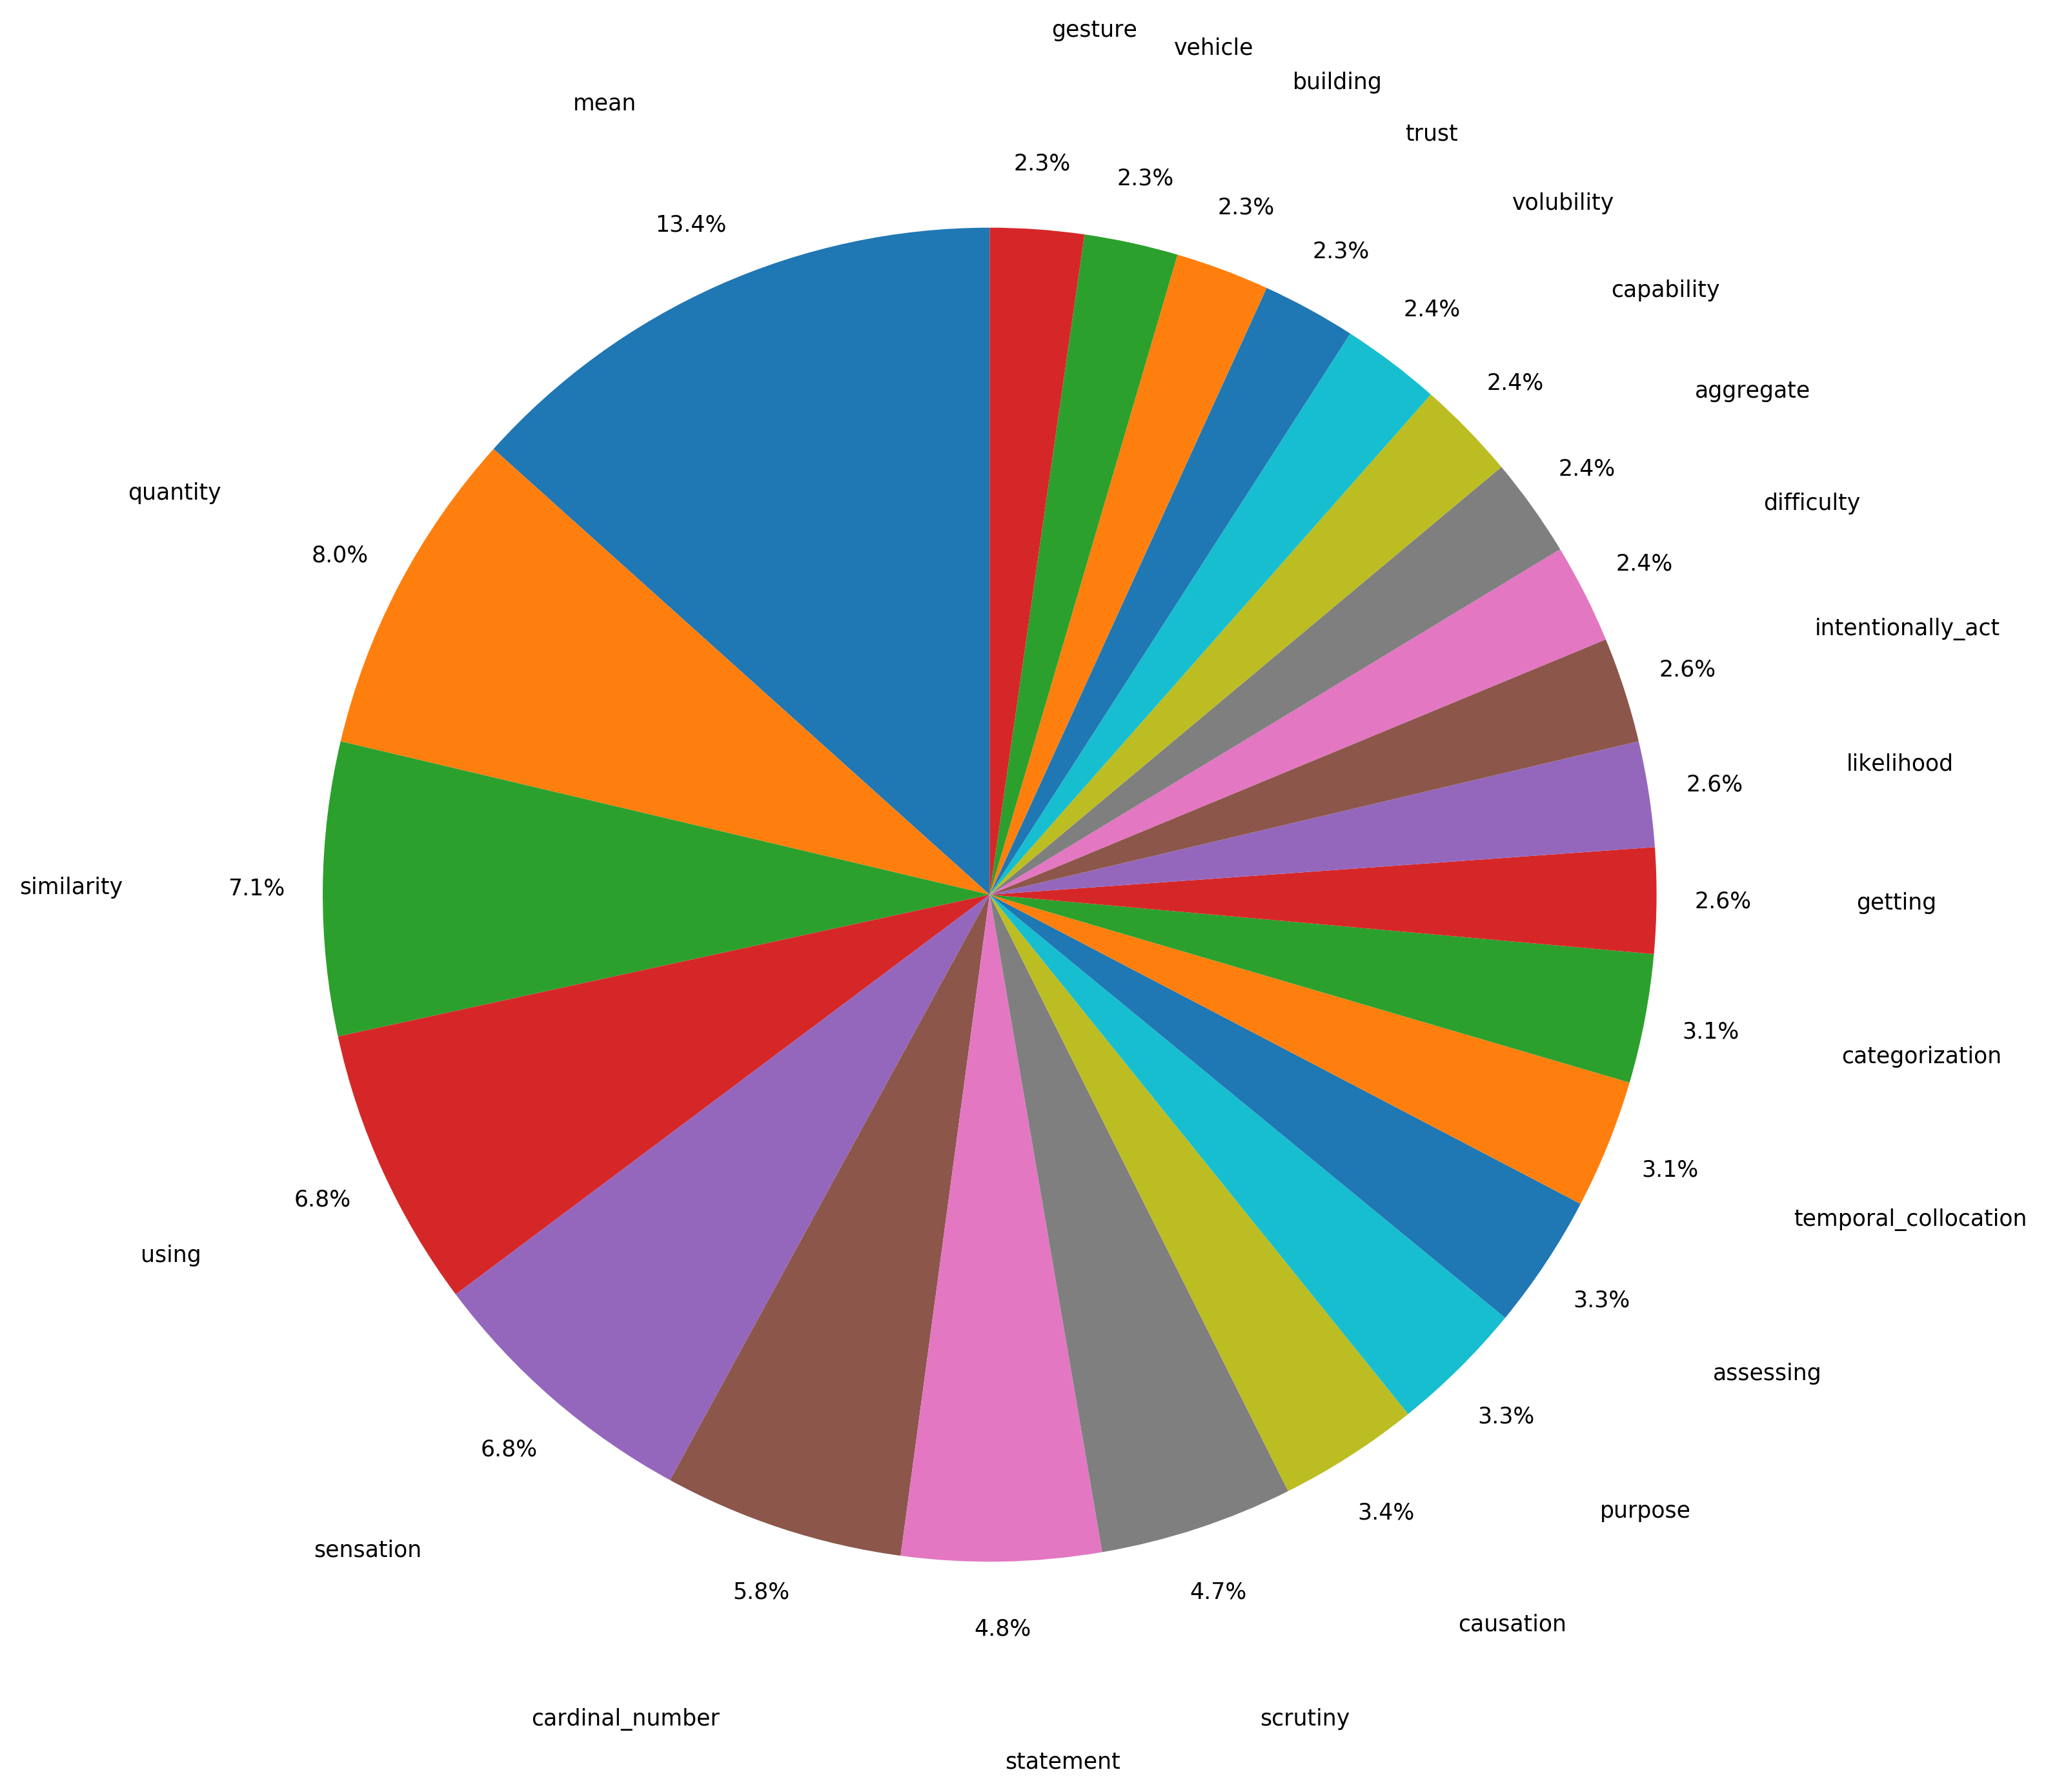 gesture
vehicle
building
mean
trust
2.3%
2.3%
volubility
2.3%
13.4%
2.3%
capability
2.4%
2.4%
aggregate
2.4%
quantity
difficulty
8.0%
2.4%
intentionally_act
2.6%
likelihood
2.6%
similarity
7.1%
2.6%
getting
3.1%
categorization
3.1%
6.8%
temporal_collocation
using
3.3%
assessing
3.3%
6.8%
purpose
3.4%
sensation
5.8%
4.7%
causation
4.8%
cardinal_number
scrutiny
statement